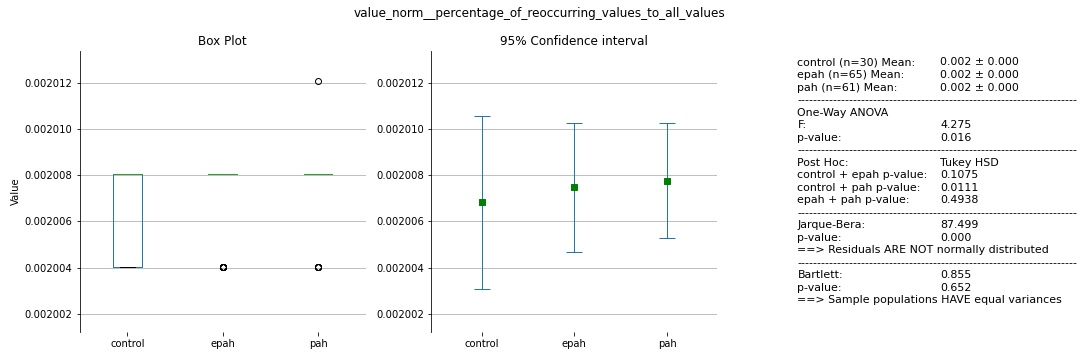 value_norm__percentage_of_reoccurring_values_to_all_values
Box Plot
95% Confidence interval
Value
0.002012
0.002010
0.002008
0.002006
0.002004
0.002002
control epah pah
0.002012
0.002010
0.002008
0.002006
0.002004
0.002002
control epah pah
control (n=30) Mean: 0.002 ± 0.000
epah (n=65) Mean: 0.002 ± 0.000
pah (n=61) Mean: 0.002 ± 0.000
One-Way ANOVA
F: 4.275
p-value: 0.016
Post Hoc: Tukey HSD
control + epah p-value: 0.1075
control + pah p-value: 0.0111
epah + pah p-value: 0.4938
Jarque-Bera: 87.499
p-value: 0.000
==> Residuals ARE NOT normally distributed
Bartlett: 0.855
p-value: 0.652
==> Sample populations HAVE equal variances